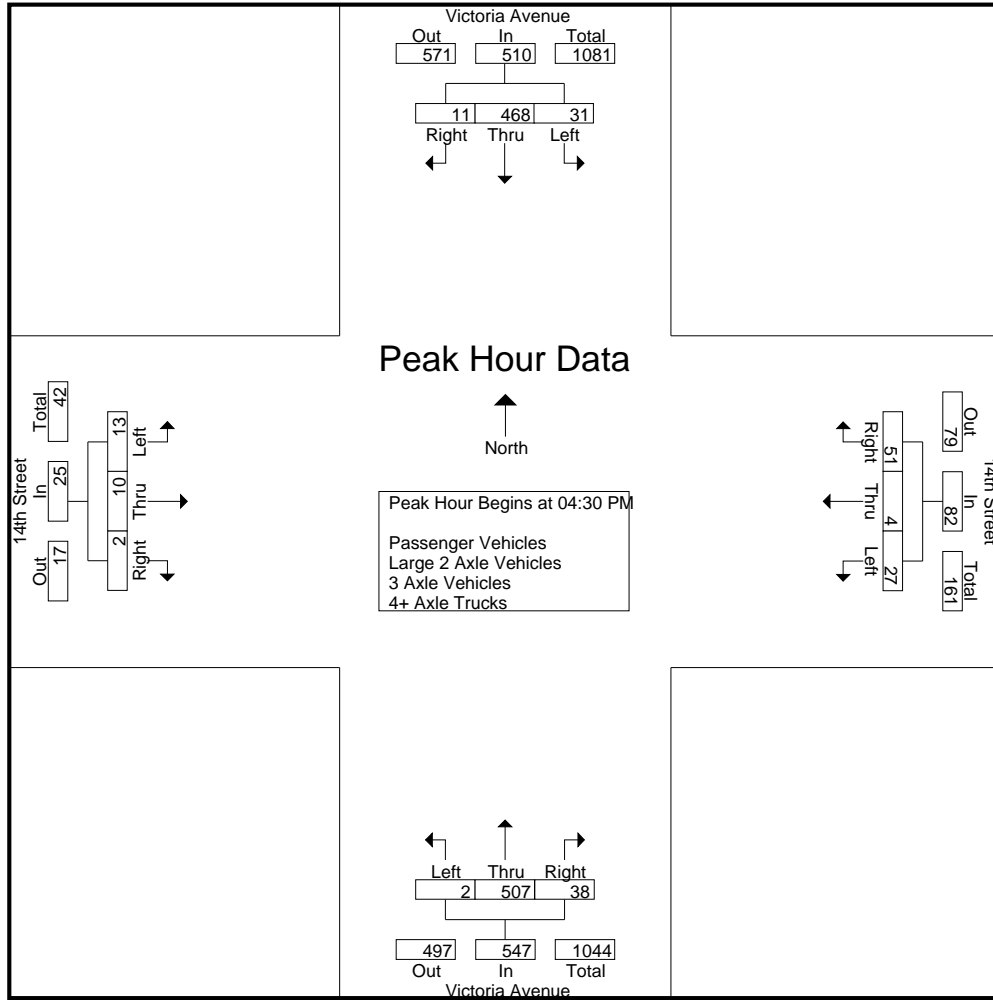 Victoria Avenue
Out In Total
571 510 1081
11 468 31
Right Thru Left
Peak Hour Data
North
Peak Hour Begins at 04:30 PM
Passenger Vehicles
Large 2 Axle Vehicles
3 Axle Vehicles
4+ Axle Trucks
14th Street
Out In Total
17 25 42
Left Thru Right
13 10 2
14th Street
Out In Total
79 82 161
Right Thru Left
51 4 27
Left Thru Right
2 507 38
497 547 1044
Out In Total
Victoria Avenue